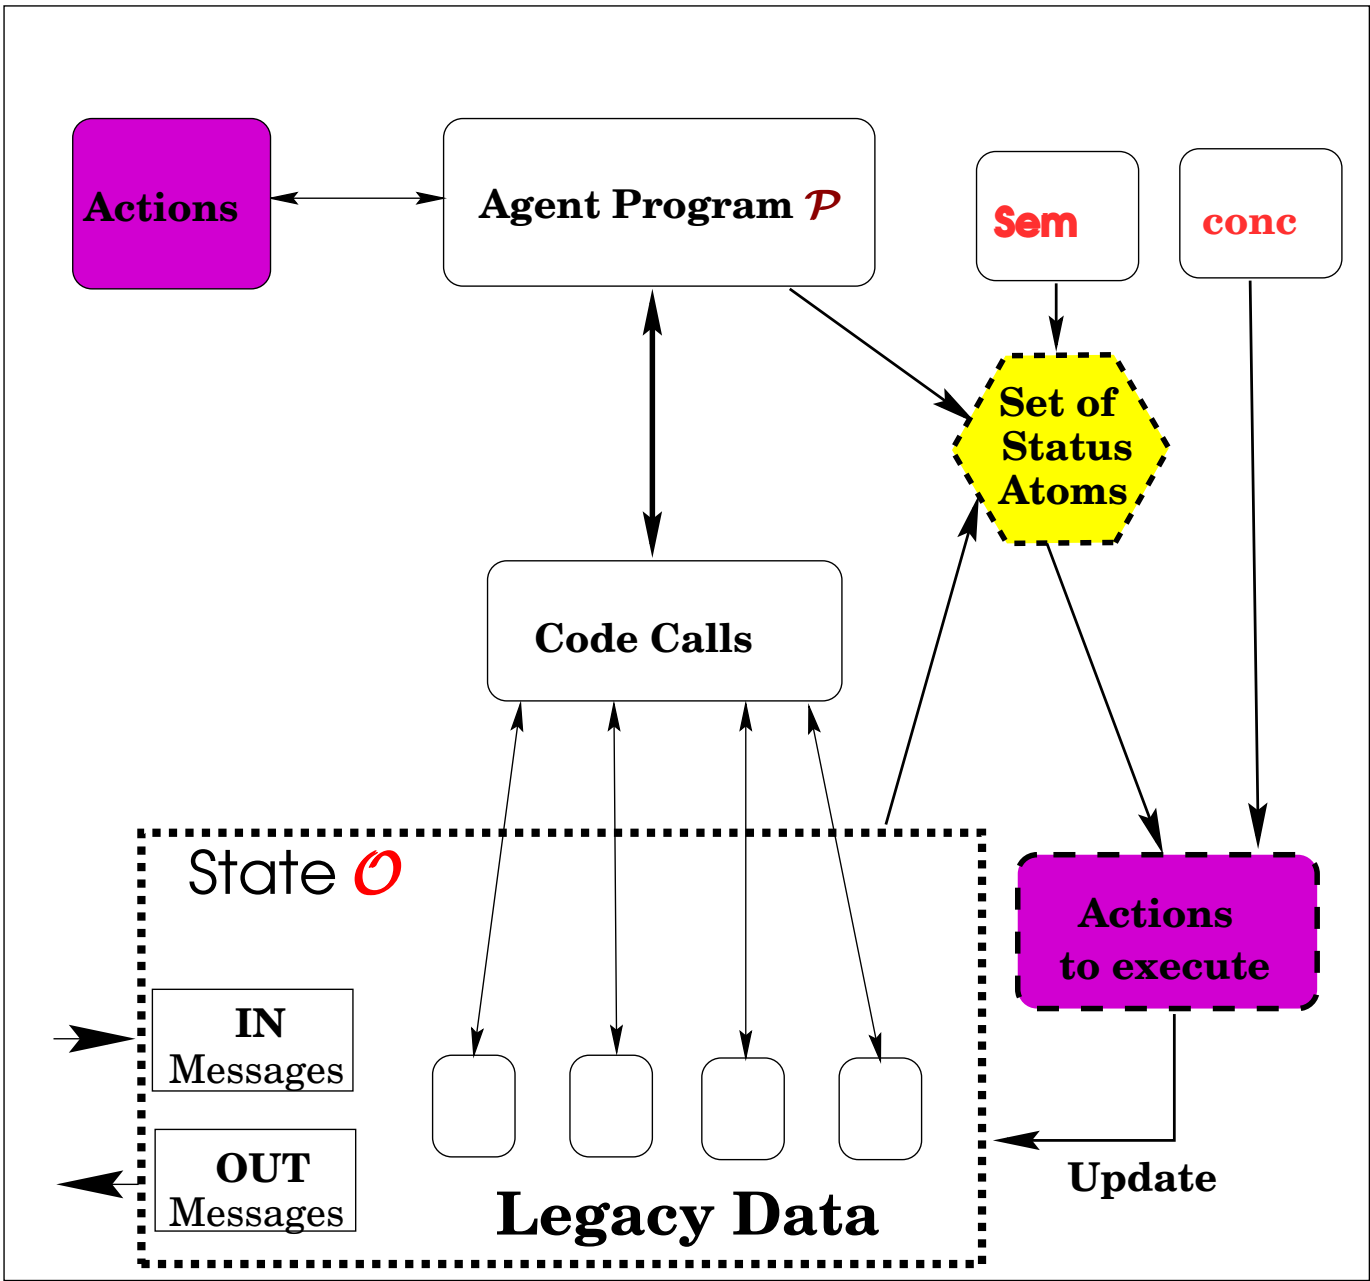 Actions
Agent Program 𝒫
Sem
conc
Set of
Status
Atoms
Code Calls
State 𝒪
Actions
to execute
IN
Messages
OUT
Messages
Update
Legacy Data